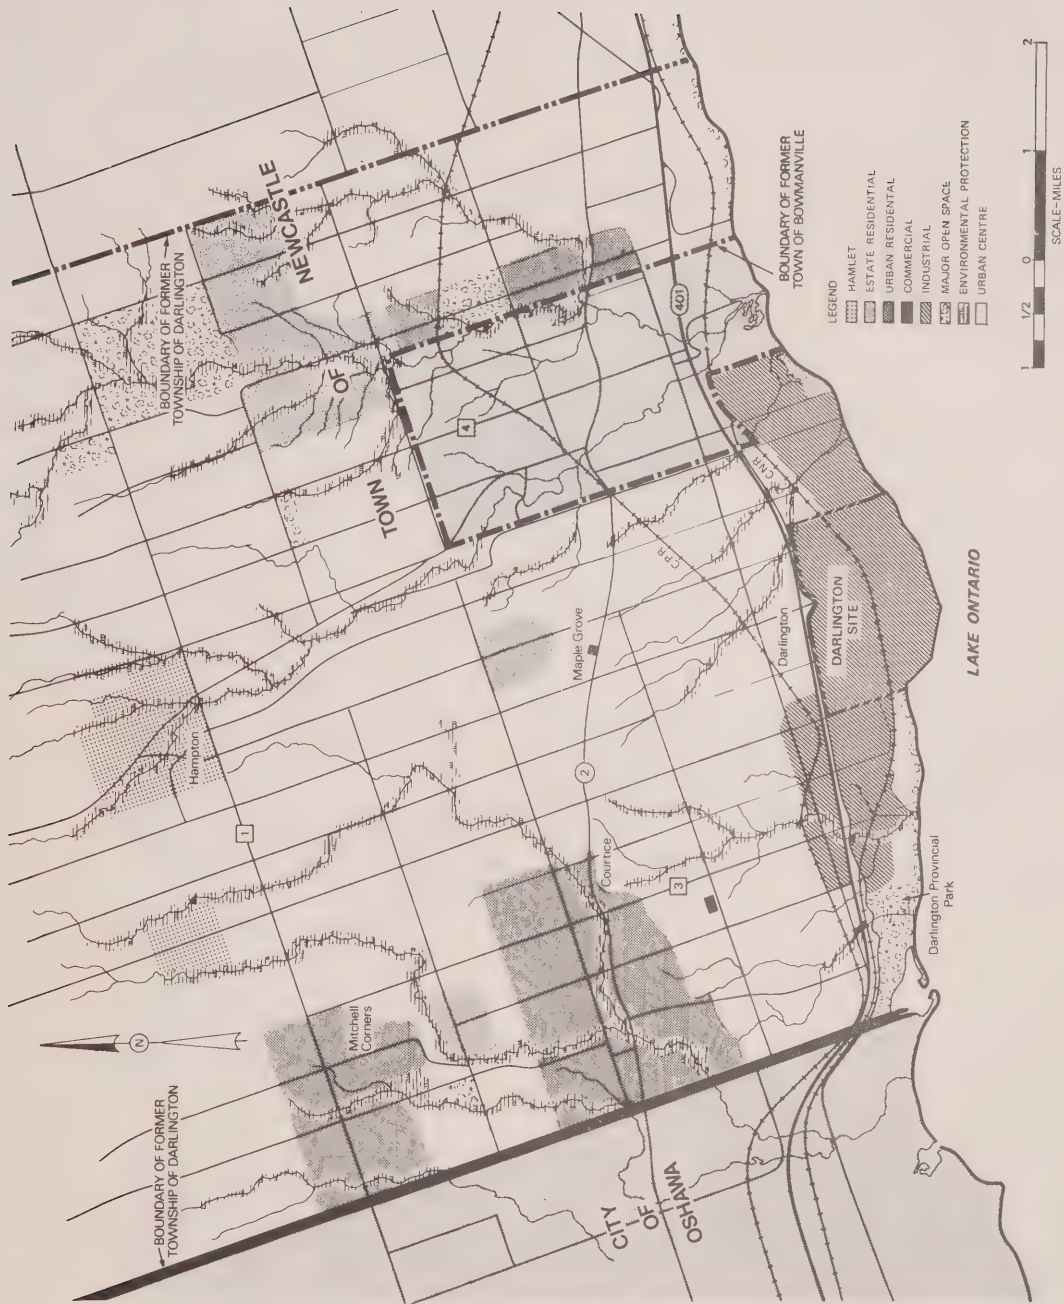 BOUNDARY OF FORMER
TOWNSHIP OF DARLINGTON
N
Mitchell
Corners
1
Hampton
BOUNDARY OF FORMER
TOWNSHIP OF DARLINGTON
TOWN
OF
NEWCASTLE
4
CITY
OF
OSHAWA
Courtice
3
2
Maple Grove
CPR
CNR
401
Darlington
DARLINGTON
SITE
Darlington Provincial
Park
LAKE ONTARIO
BOUNDARY OF FORMER
TOWN OF BOWMANVILLE
LEGEND
HAMLET
ESTATE RESIDENTIAL
URBAN RESIDENTIAL
COMMERCIAL
INDUSTRIAL
MAJOR OPEN SPACE
ENVIRONMENTAL PROTECTION
URBAN CENTRE
1 1/2 0 1 2
SCALE-MILES